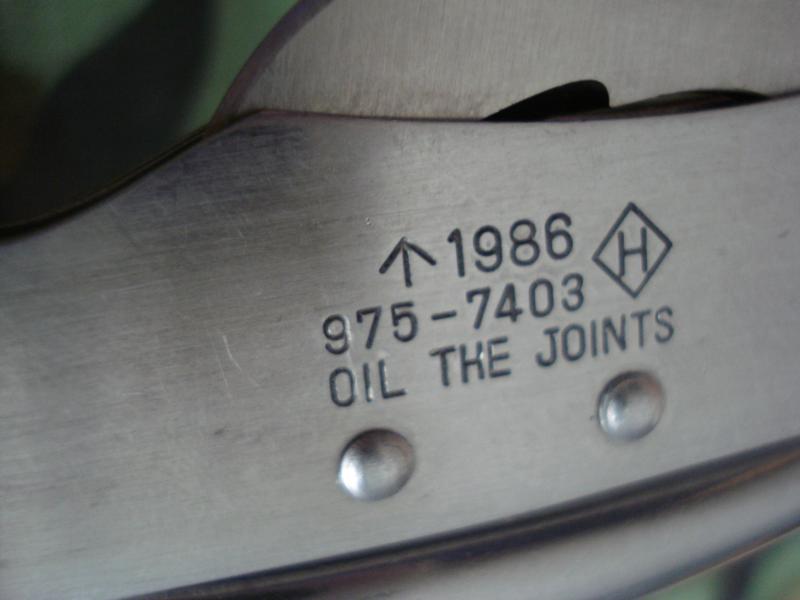 ↑1986 H
975-7403
OIL THE JOINTS